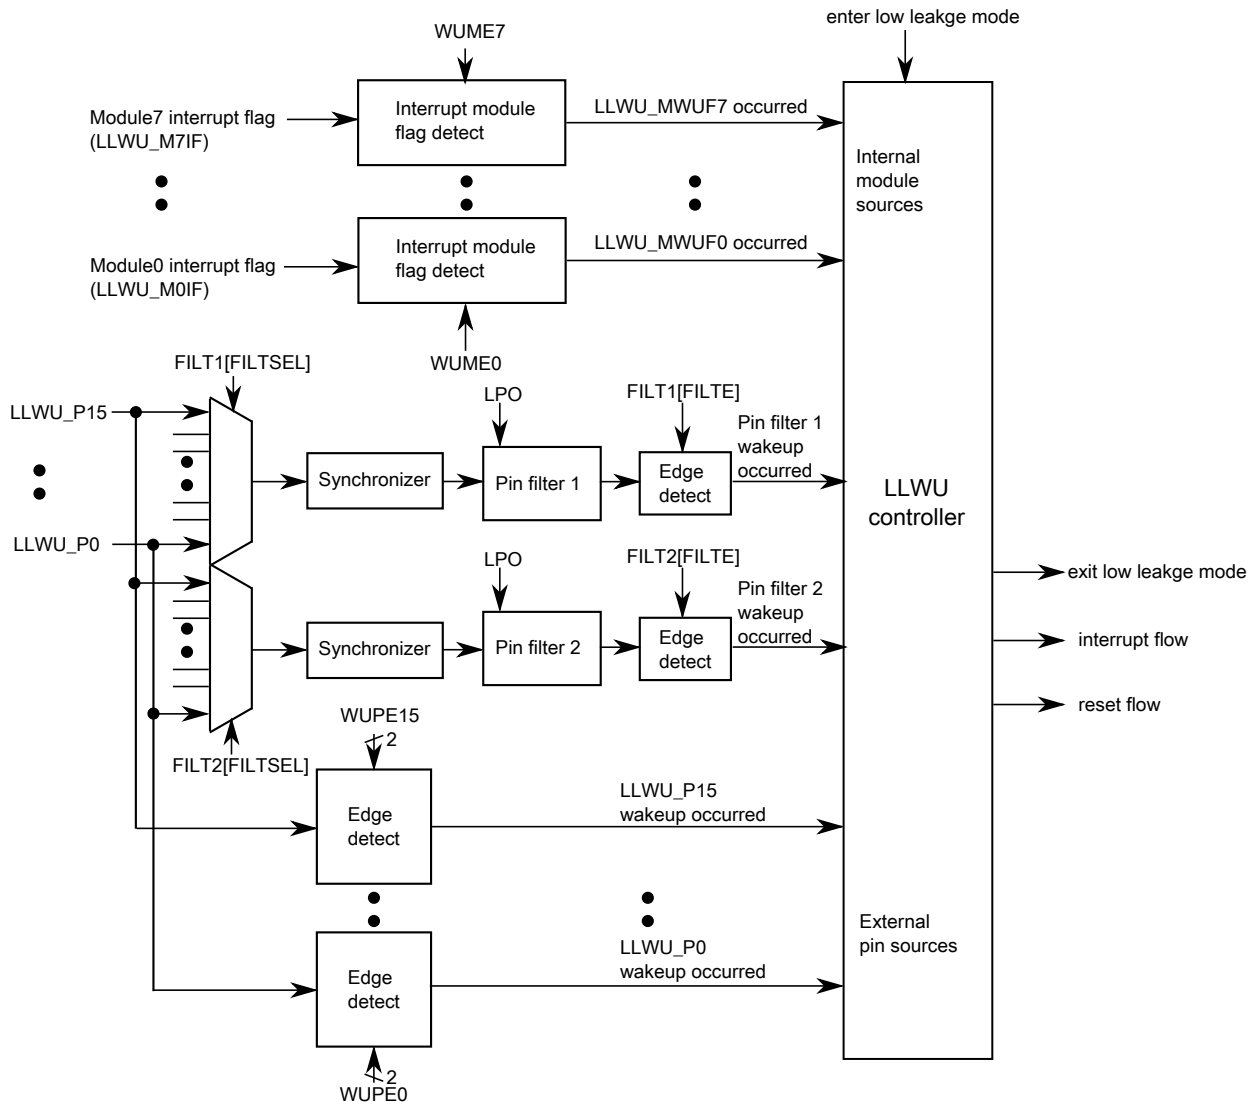 enter low leakge mode
WUME7
Module7 interrupt flag
(LLWU_M7IF)
Interrupt module
flag detect
LLWU_MWUF7 occurred
Internal
module
sources
Module0 interrupt flag
(LLWU_M0IF)
Interrupt module
flag detect
LLWU_MWUF0 occurred
WUME0
FILT1[FILTSEL]
LLWU_P15
LLWU_P0
Synchronizer
LPO
Pin filter 1
FILT1[FILTE]
Edge
detect
Pin filter 1
wakeup
occurred
LLWU
controller
Synchronizer
LPO
Pin filter 2
FILT2[FILTE]
Edge
detect
Pin filter 2
wakeup
occurred
exit low leakge mode
interrupt flow
reset flow
FILT2[FILTSEL]
WUPE15
2
Edge
detect
LLWU_P15
wakeup occurred
External
pin sources
Edge
detect
LLWU_P0
wakeup occurred
2
WUPE0